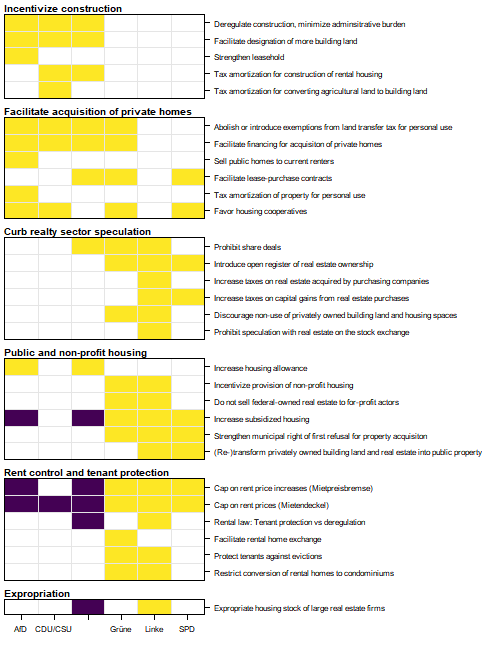 Incentivize construction
Deregulate construction, minimize adminsitrative burden
Facilitate designation of more building land
Strengthen leasehold
Tax amortization for construction of rental housing
Tax amortization for converting agricultural land to building land
Facilitate acquisition of private homes
Abolish or introduce exemptions from land transfer tax for personal use
Facilitate financing for acquisiton of private homes
Sell public homes to current renters
Facilitate lease-purchase contracts
Tax amortization of property for personal use
Favor housing cooperatives
Curb realty sector speculation
Prohibit share deals
Introduce open register of real estate ownership
Increase taxes on real estate acquired by purchasing companies
Increase taxes on capital gains from real estate purchases
Discourage non-use of privately owned building land and housing spaces
Prohibit speculation with real estate on the stock exchange
Public and non-profit housing
Increase housing allowance
Incentivize provision of non-profit housing
Do not sell federal-owned real estate to for-profit actors
Increase subsidized housing
Strengthen municipal right of first refusal for property acquisiton
(Re-)transform privately owned building land and real estate into public property
Rent control and tenant protection
Cap on rent price increases (Mietpreisbremse)
Cap on rent prices (Mietendeckel)
Rental law: Tenant protection vs deregulation
Facilitate rental home exchange
Protect tenants against evictions
Restrict conversion of rental homes to condominiums
Expropriation
Expropriate housing stock of large real estate firms
AfD CDU/CSU Grüne Linke SPD